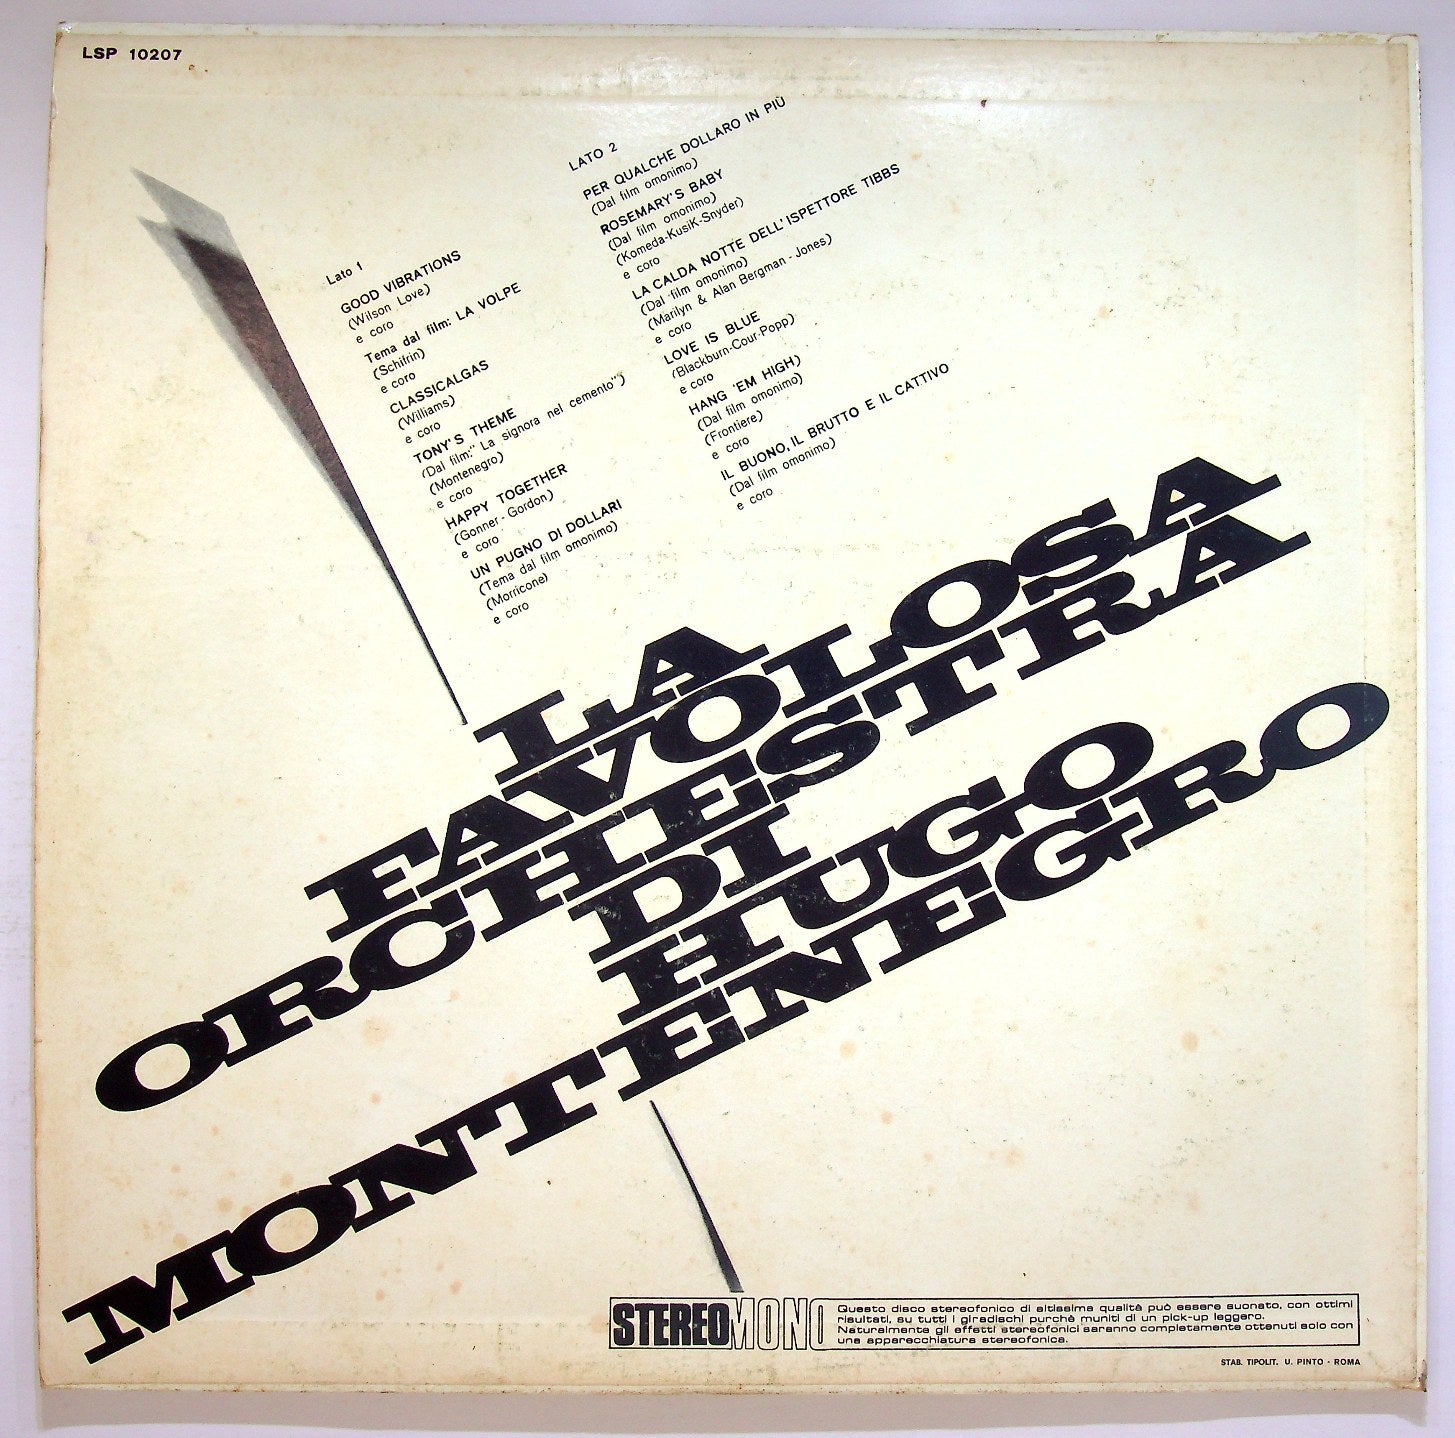 LSP 10207
Lato 1
GOOD VIBRATIONS
(Wilson Love)
e coro
Tema dal film: LA VOLPE
(Schifrin)
e coro
CLASSICALGAS
(Williams)
e coro
TONY'S THEME
(Dal film:" La signora nel cemento")
(Montenegro)
e coro
HAPPY TOGETHER
(Gonner - Gordon)
e coro
UN PUGNO DI DOLLARI
(Tema dal film omonimo)
(Morricone)
e coro
LATO 2
PER QUALCHE DOLLARO IN PIÙ
(Dal film omonimo)
ROSEMARY'S BABY
(Dal film omonimo)
(Komeda-KusiK-Snyder)
e coro
LA CALDA NOTTE DELL'ISPETTORE TIBBS
(Dal film omonimo)
(Marilyn & Alan Bergman - Jones)
e coro
LOVE IS BLUE
(Blackburn-Cour-Popp)
e coro
HANG 'EM HIGH)
(Dal film omonimo)
(Frontiere)
e coro
IL BUONO, IL BRUTTO E IL CATTIVO
(Dal film omonimo)
e coro
LA
FAVOLOSA
ORCHIESTRA
DI
HUGO
MONTENEGRO
STEREO MONO
Questo disco stereofonico di altissima qualità può essere suonato, con ottimi
risultati, su tutti i giradischi purchè muniti di un pick-up leggero.
Naturalmente gli effetti stereofonici saranno completamente ottenuti solo con
una apparecchiatura stereofonica.
STAB. TIPOLIT. U. PINTO - ROMA